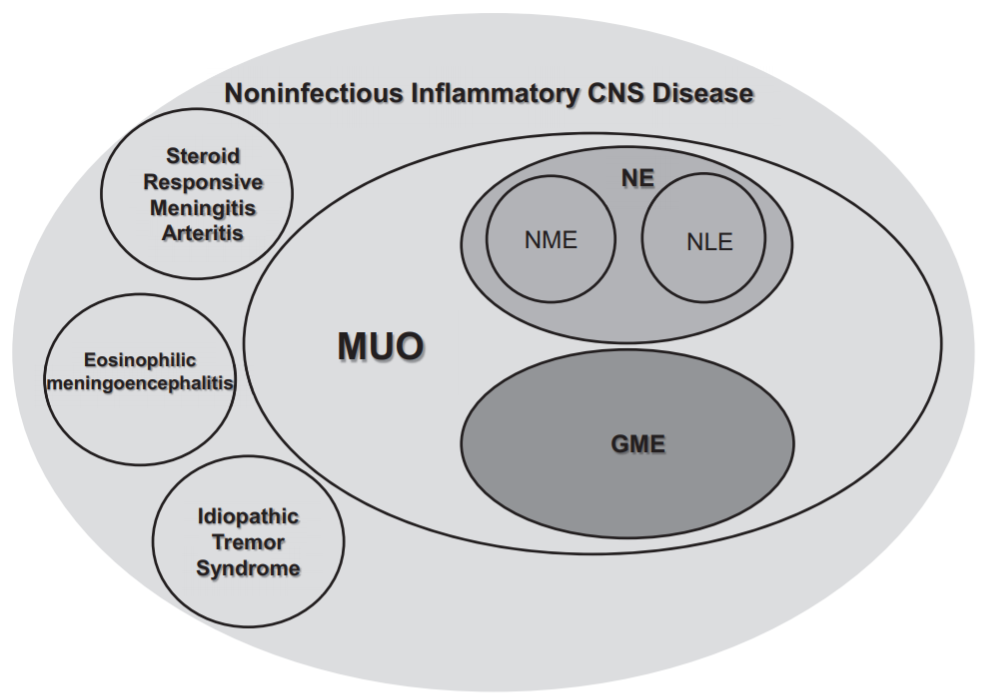 Noninfectious Inflammatory CNS Disease
Steroid
Responsive
Meningitis
Arteritis
NE
NME
NLE
MUO
Eosinophilic
meningoencephalitis
GME
Idiopathic
Tremor
Syndrome